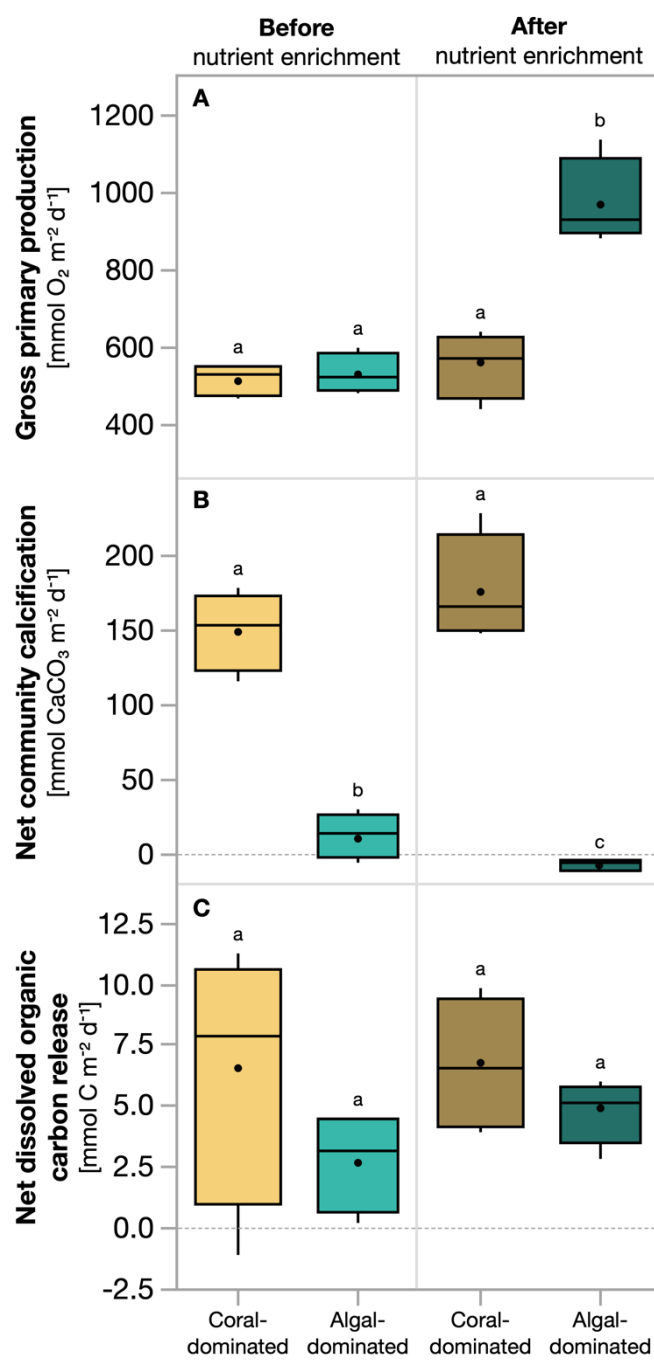 Before
nutrient enrichment
After
nutrient enrichment
A
Gross primary production
[mmol O₂ m⁻² d⁻¹]
1200
1000
800
600
400
a
a
a
b
B
Net community calcification
[mmol CaCO₃ m⁻² d⁻¹]
200
150
100
50
0
a
b
a
c
C
Net dissolved organic
carbon release
[mmol C m⁻² d⁻¹]
12.5
10.0
7.5
5.0
2.5
0.0
-2.5
a
a
a
a
Coral-
dominated
Algal-
dominated
Coral-
dominated
Algal-
dominated